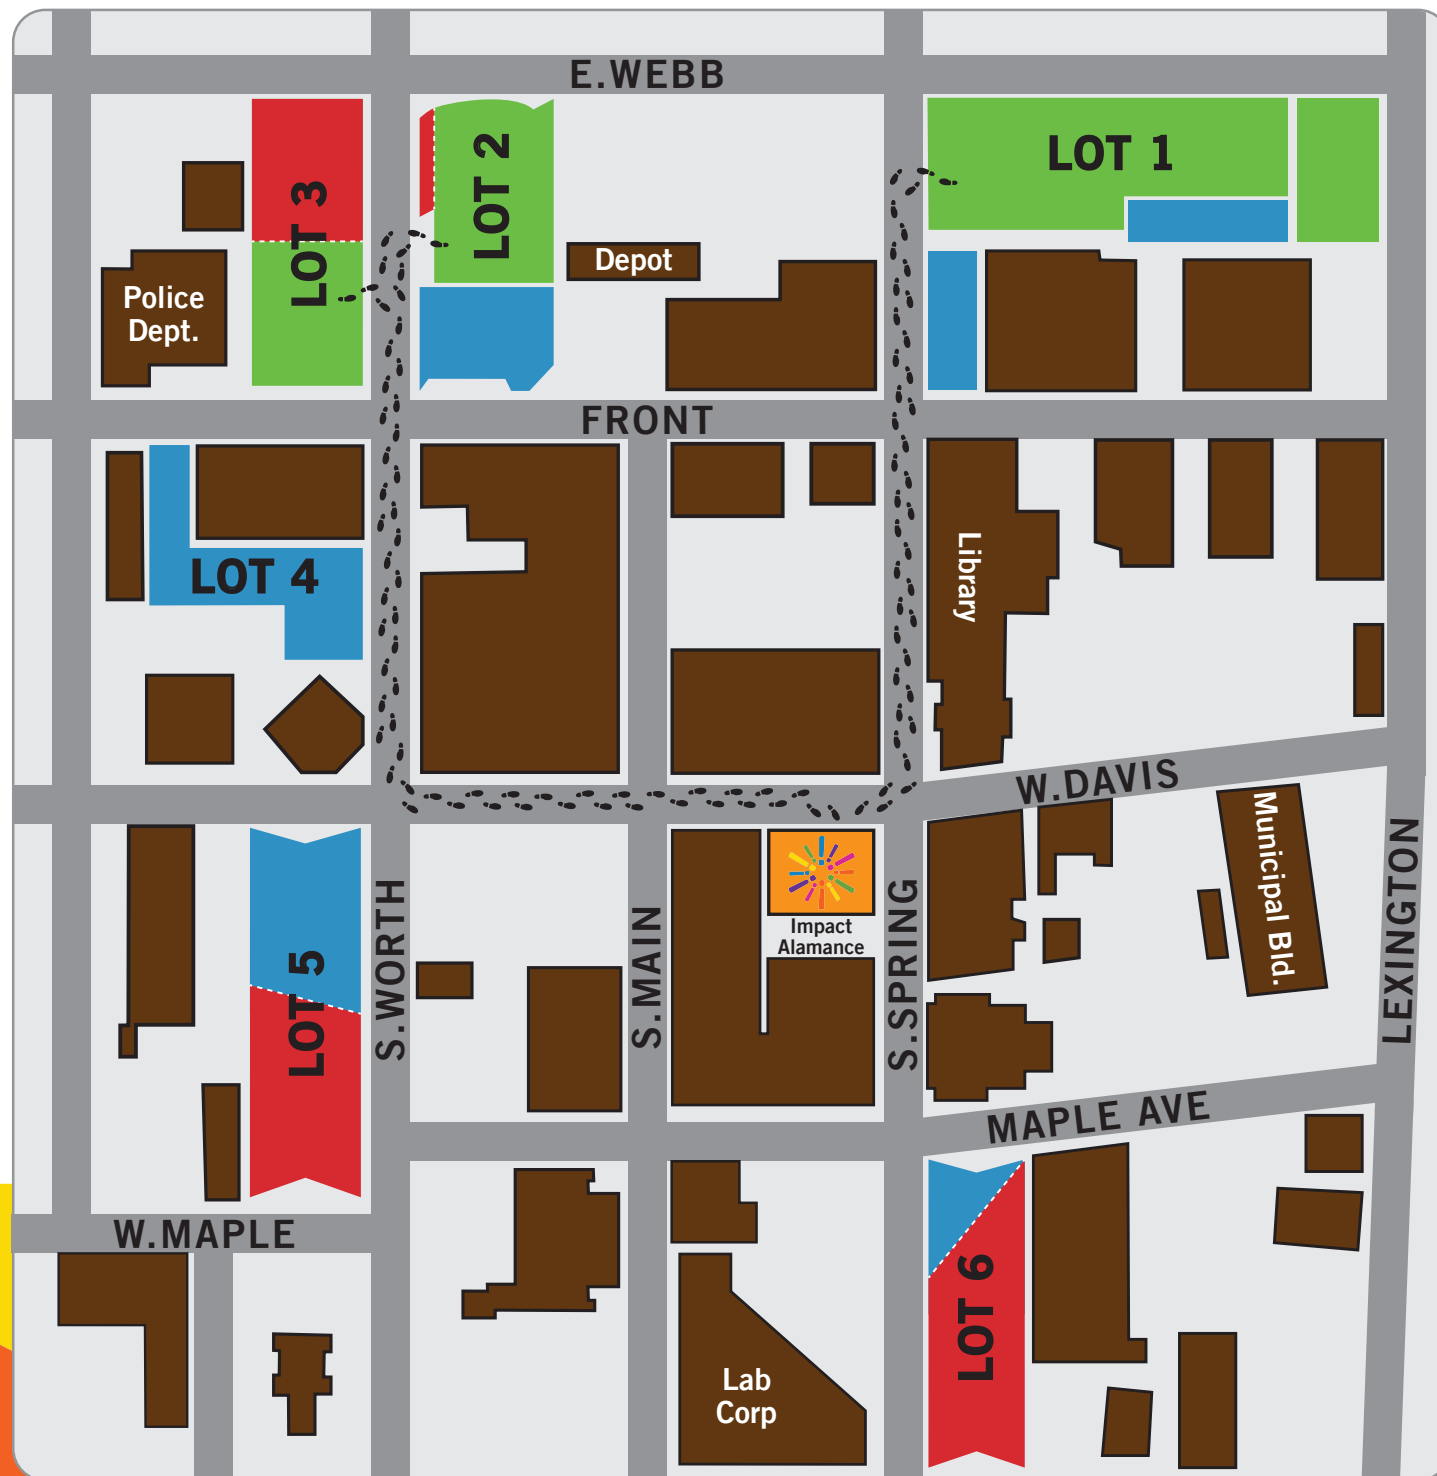 E.WEBB
LOT 3
LOT 2
LOT 1
Depot
Police
Dept.
FRONT
LOT 4
Library
W.DAVIS
Municipal Bld.
LOT 5
S.WORTH
S.MAIN
Impact
Alamance
S.SPRING
LEXINGTON
MAPLE AVE
W.MAPLE
LOT 6
Lab
Corp